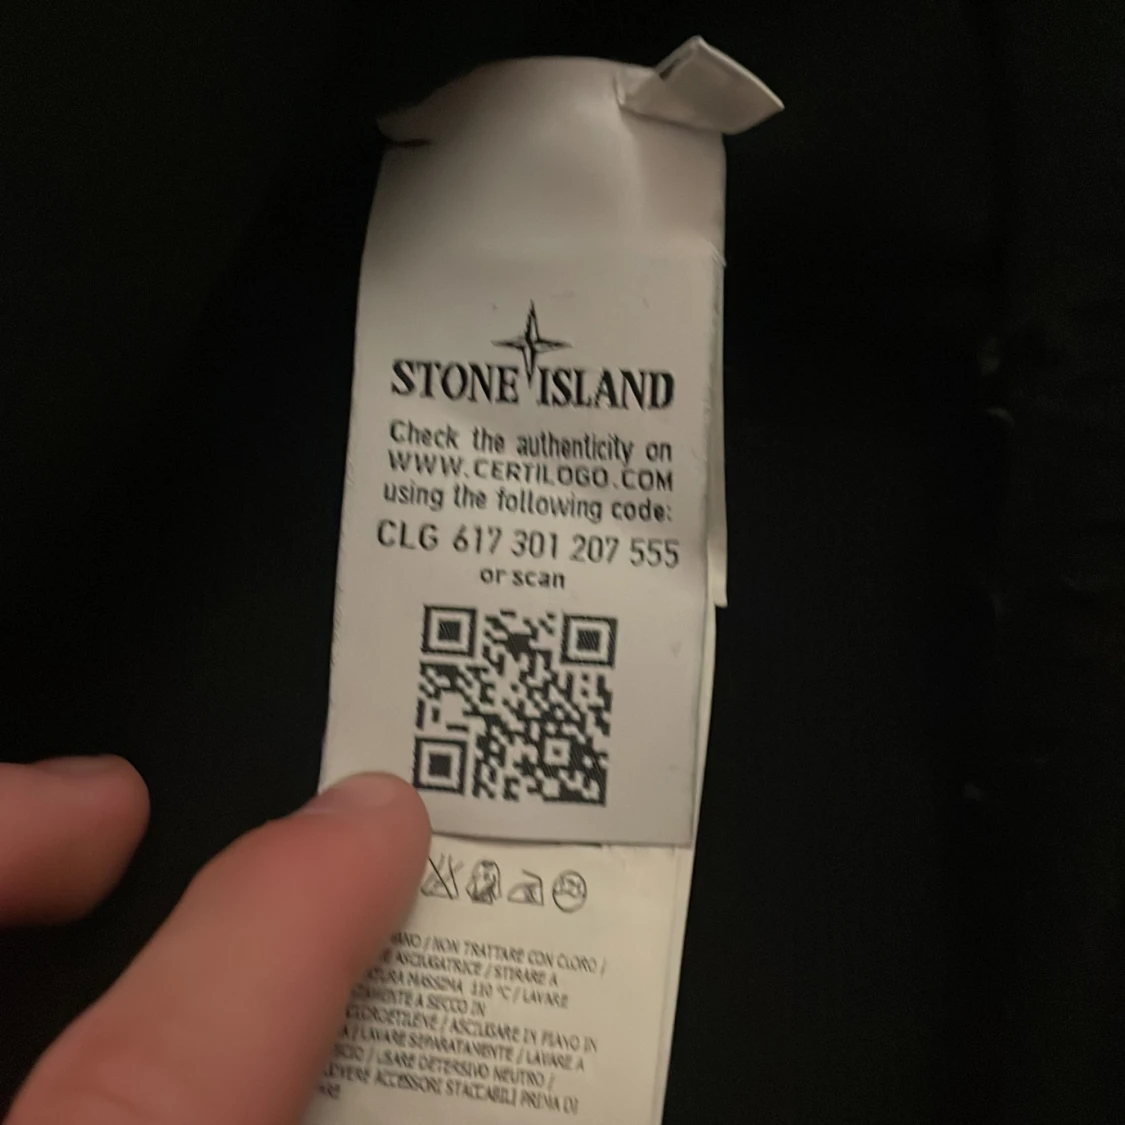 STONE ISLAND
Check the authenticity on
WWW.CERTILOGO.COM
using the following code:
CLG 617 301 207 555
or scan
MANO / NON TRATTARE CON CLORO /
ASCIUGATRICE / STIRARE A
MASSIMA 110 °C / LAVARE
A SECCO IN
/ ASCIUGARE IN PIANO IN
/ LAVARE SEPARATAMENTE / LAVARE A
/ USARE DETERSIVO NEUTRO /
ACCESSORI STACCABILI PRIMA DI